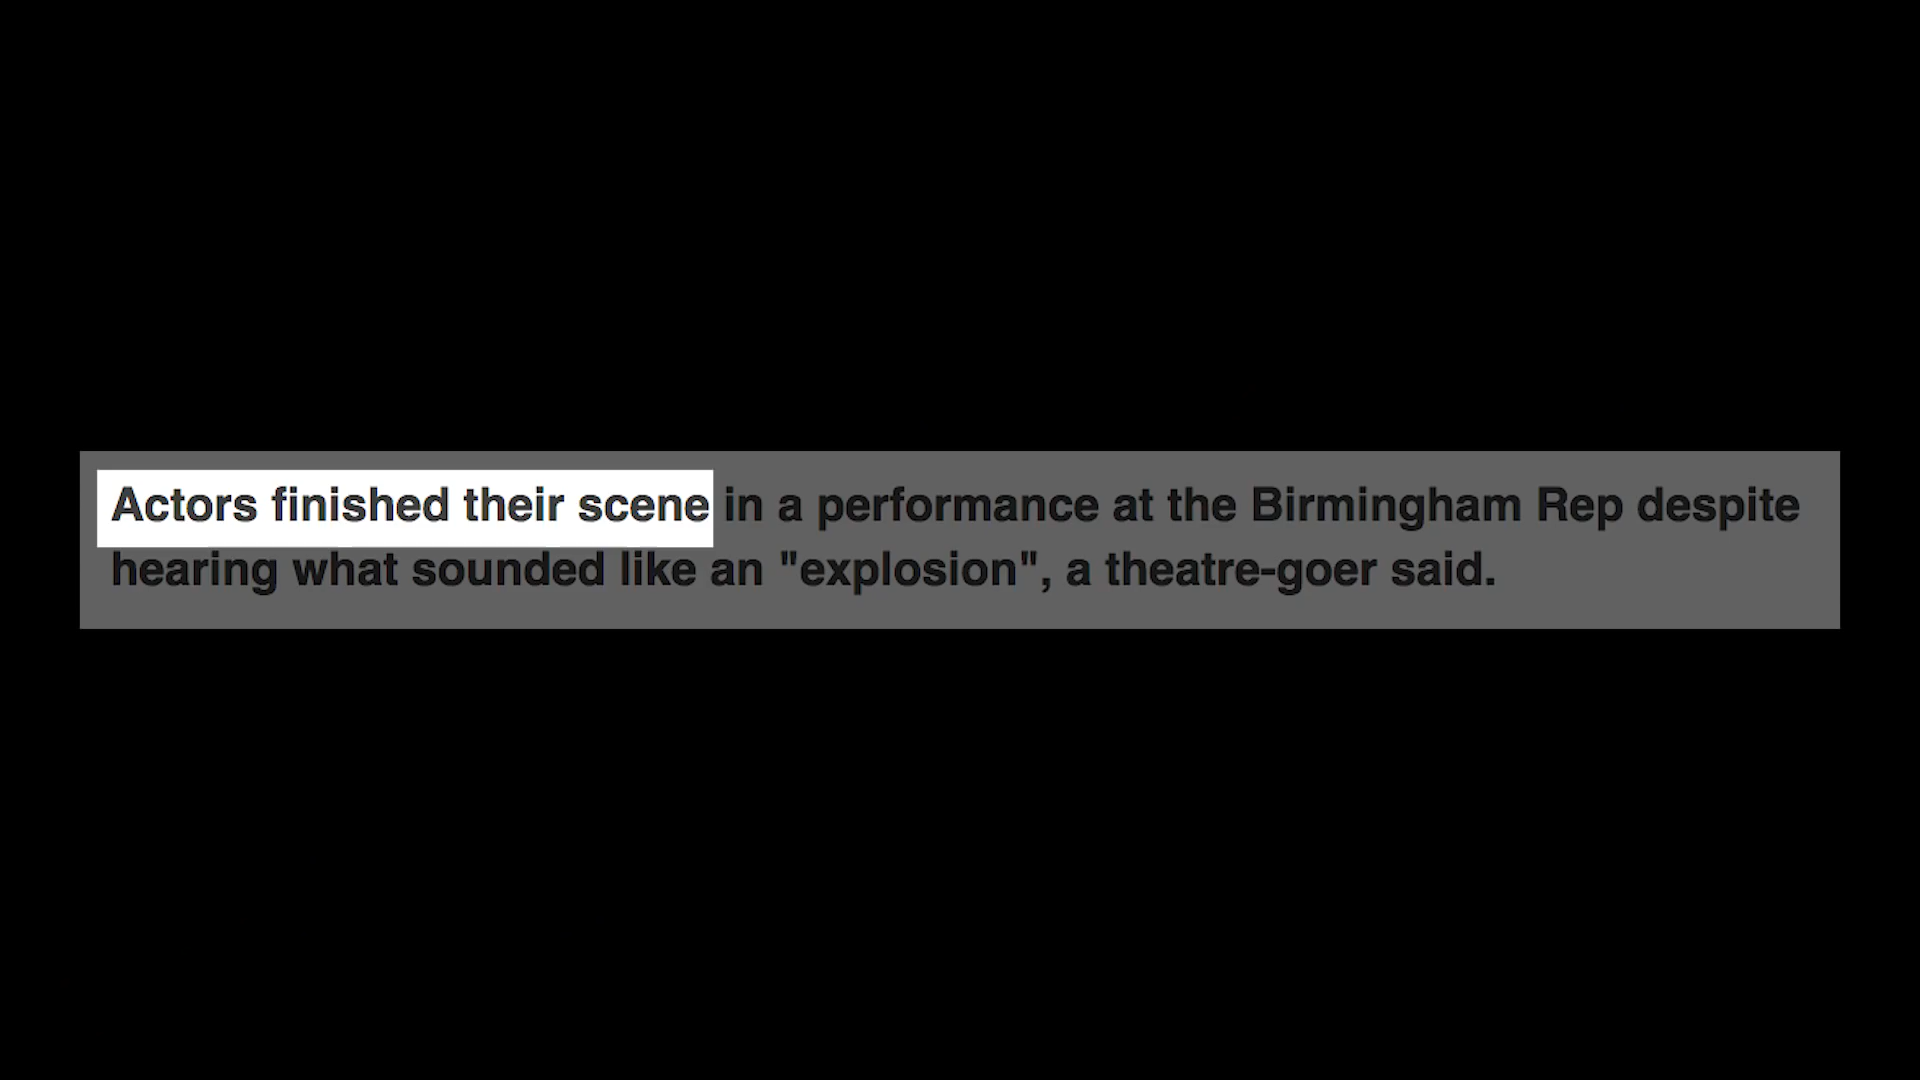 Actors finished their scene in a performance at the Birmingham Rep despite
hearing what sounded like an "explosion", a theatre-goer said.